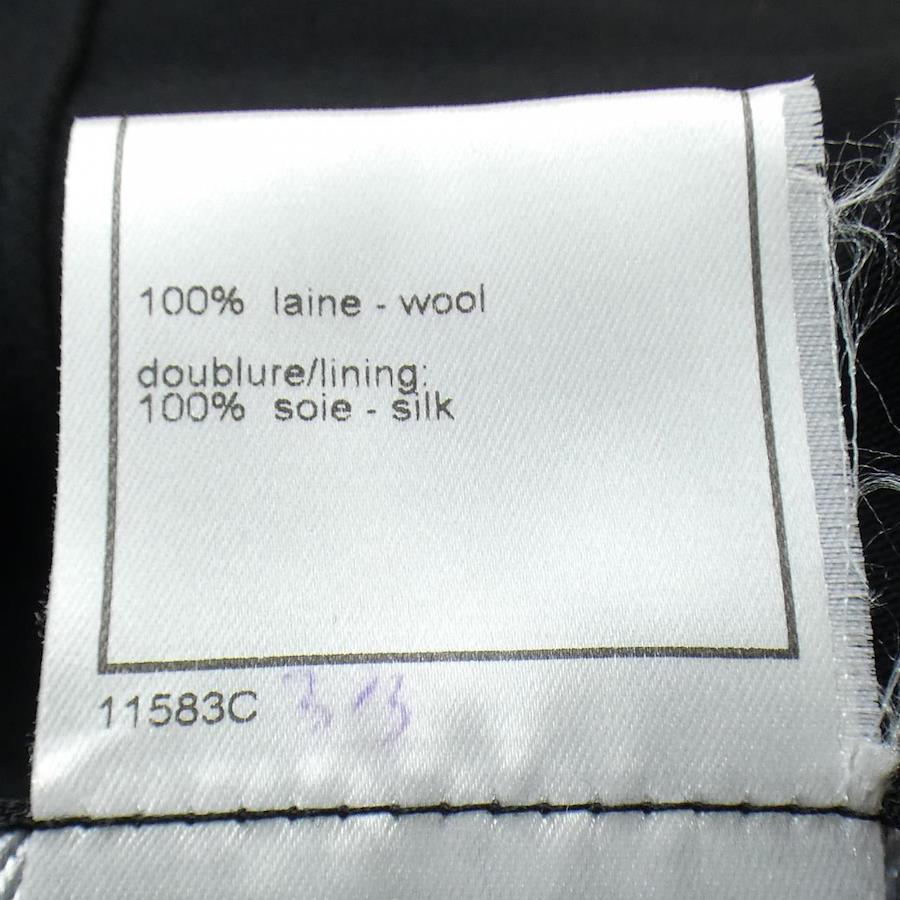 100% laine - wool
doublure/lining:
100% soie - silk
11583C